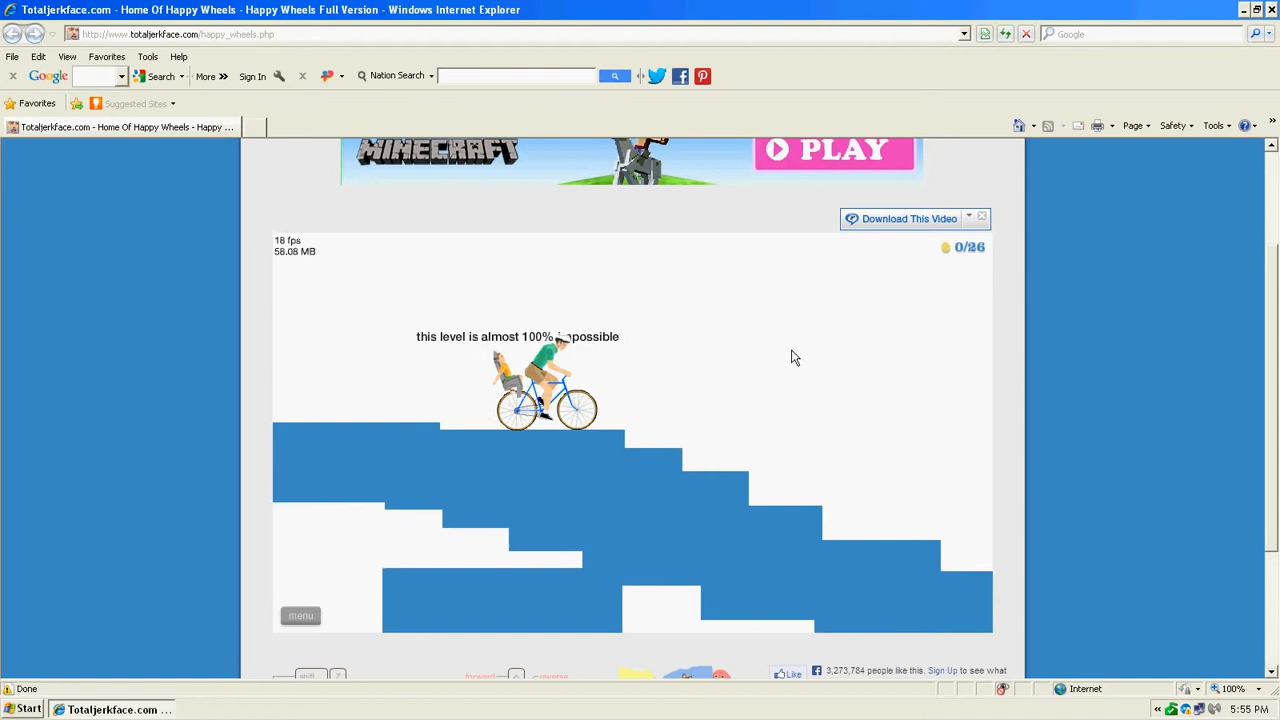 Totaljerkface.com - Home Of Happy Wheels - Happy Wheels Full Version - Windows Internet Explorer
http://www.totaljerkface.com/happy_wheels.php
Google
File Edit View Favorites Tools Help
x Google Search More » Sign In x Nation Search
Favorites Suggested Sites
Totaljerkface.com - Home Of Happy Wheels - Happy ...
Page Safety Tools
MINECRAFT PLAY
Download This Video
18 fps
58.08 MB
0/26
this level is almost 100% impossible
menu
shift Z forward reverse Like 3,273,784 people like this. Sign Up to see what
Done Internet 100%
Start Totaljerkface.com ... 5:55 PM